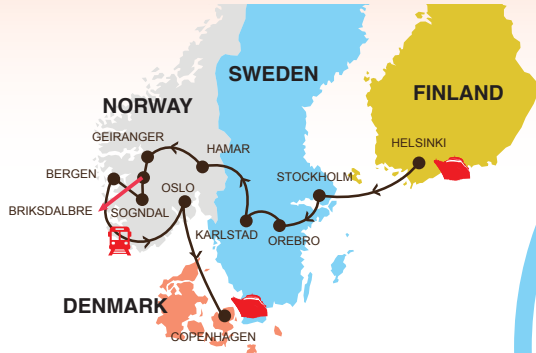 SWEDEN
FINLAND
NORWAY
GEIRANGER
HAMAR
HELSINKI
BERGEN
STOCKHOLM
OSLO
BRIKSDALBRE
SOGNDAL
KARLSTAD
OREBRO
DENMARK
COPENHAGEN